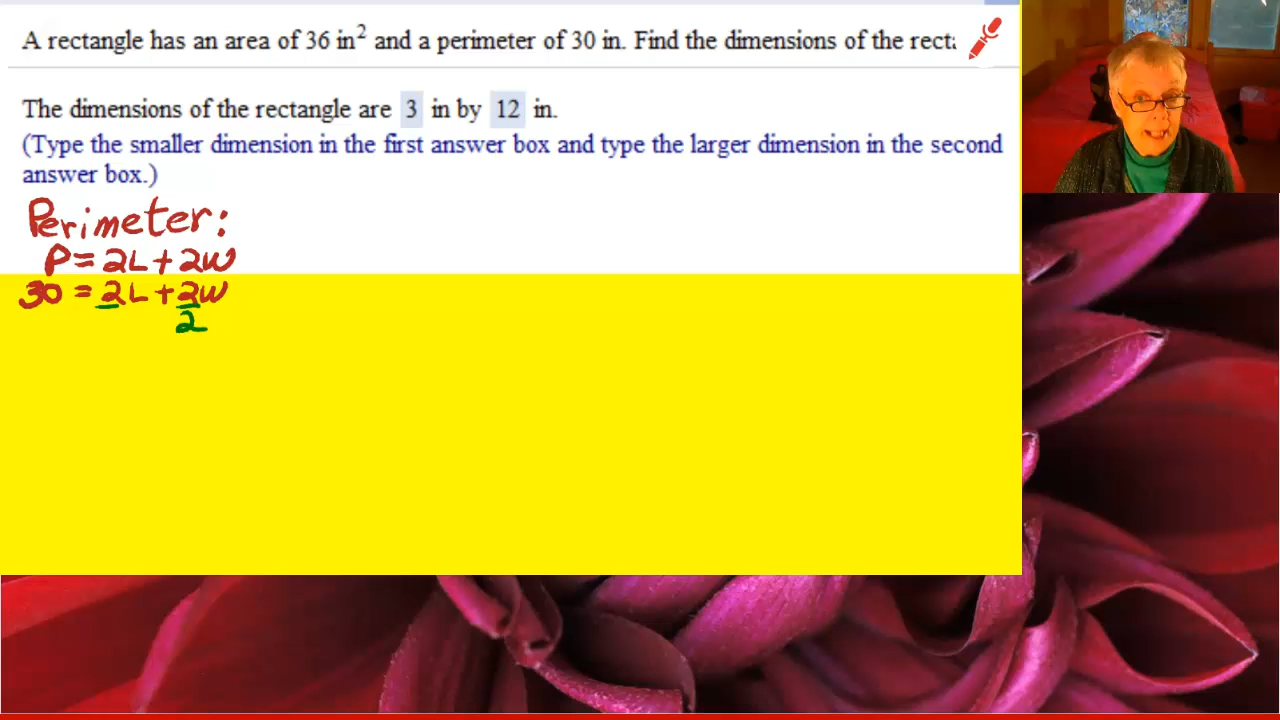 A rectangle has an area of 36 in² and a perimeter of 30 in. Find the dimensions of the
The dimensions of the rectangle are 3 in by 12 in.
(Type the smaller dimension in the first answer box and type the larger dimension in the second
answer box.)
Perimeter:
P = 2L + 2W
30 = 2L + 2W
2